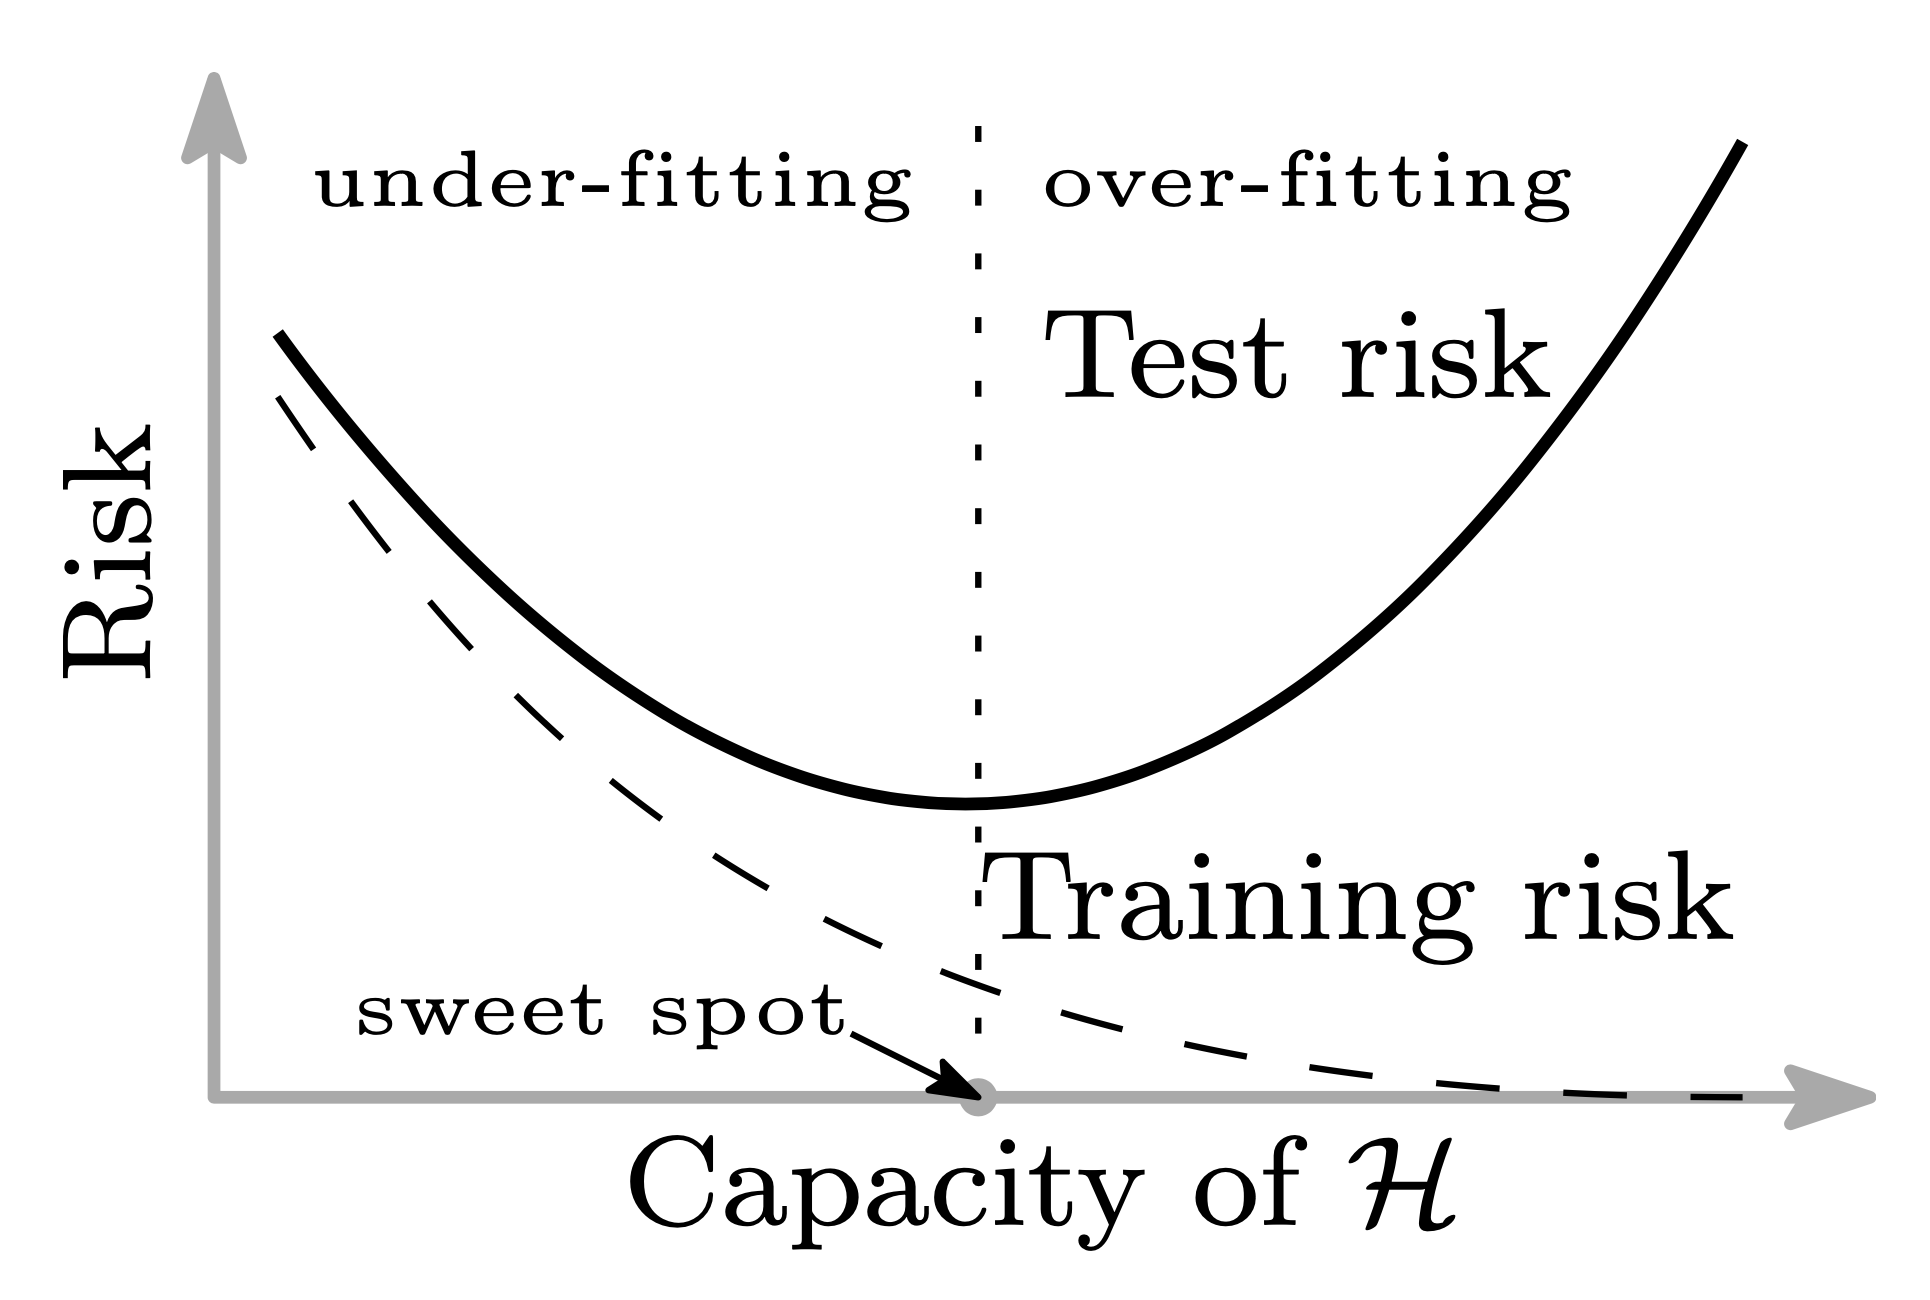 under-fitting
over-fitting
Test risk
Risk
Training risk
sweet spot
Capacity of ℋ